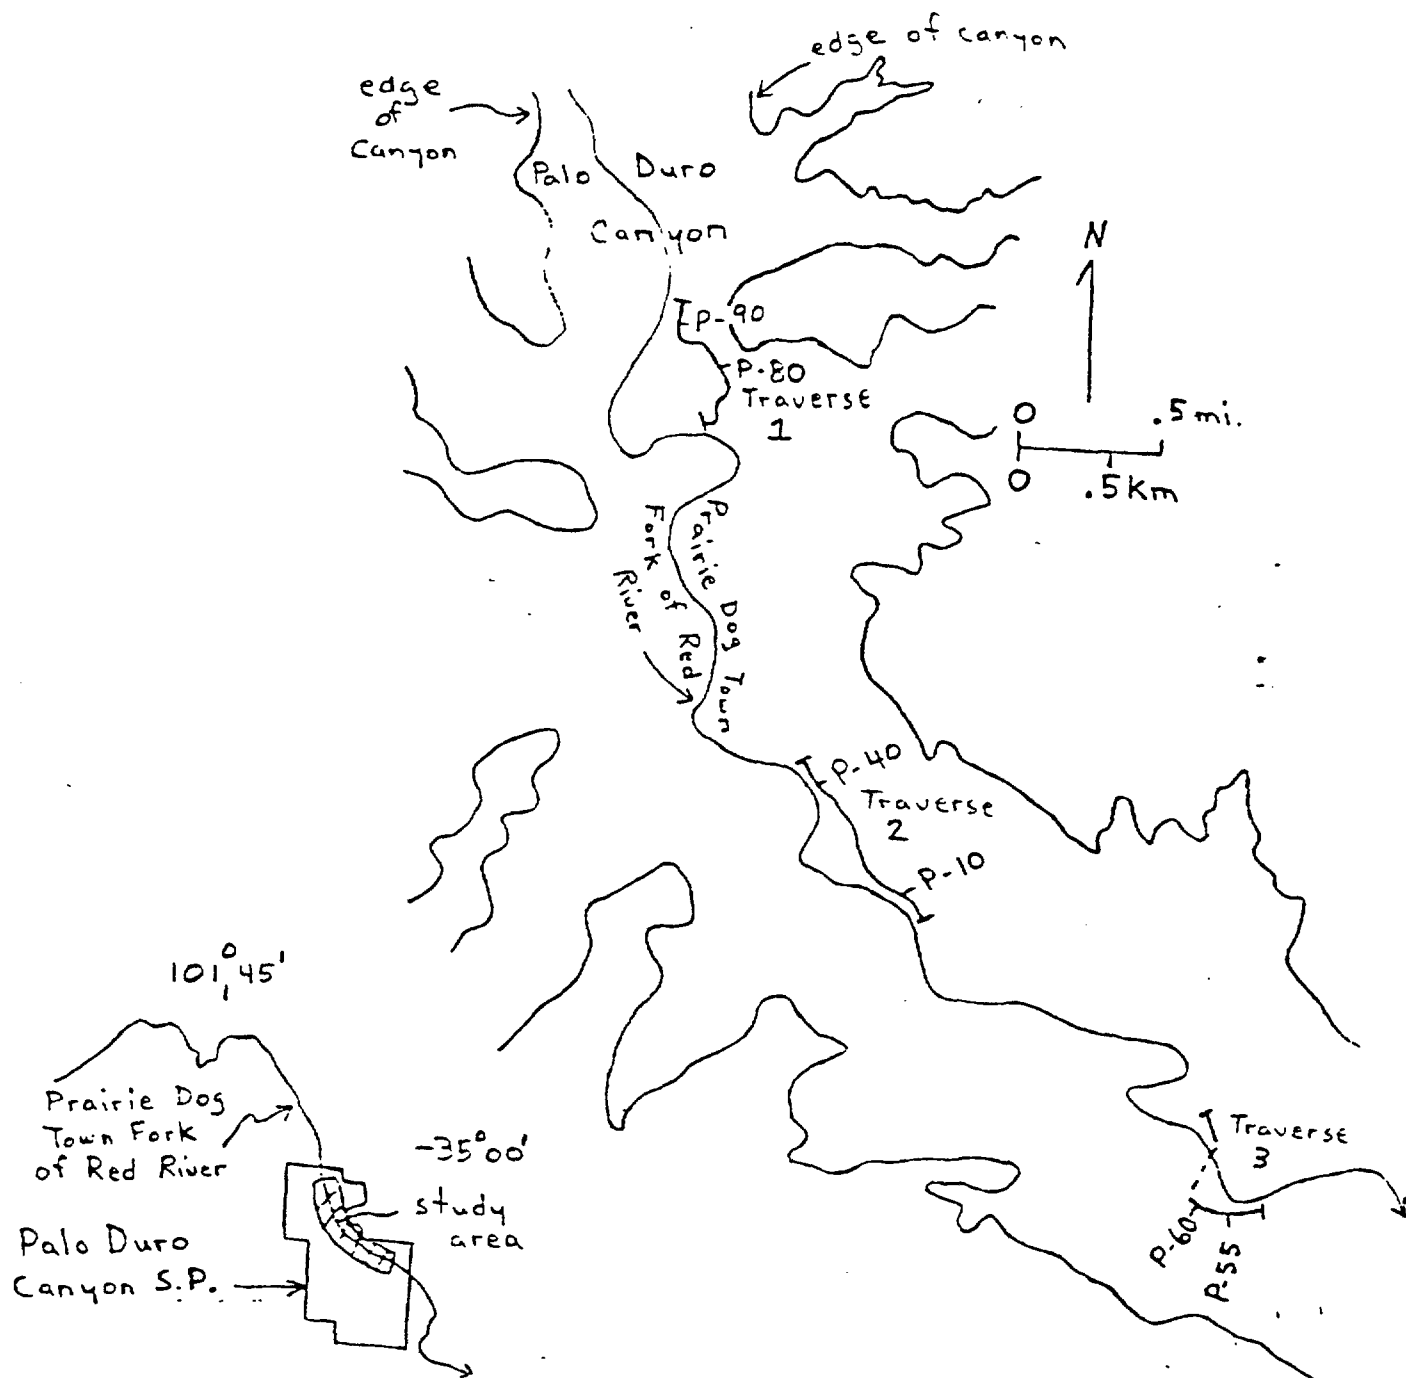 edge of canyon
edge
of
Canyon
Palo Duro
Canyon
N
P-90
P-80
Traverse
1
0 .5 mi.
0 .5 Km
Prairie Dog Town
Fork of Red
River
P-40
Traverse
2
P-10
101° 45'
Prairie Dog
Town Fork
of Red River
-35°00'
study
area
Palo Duro
Canyon S.P.
Traverse
3
P-60
P-55